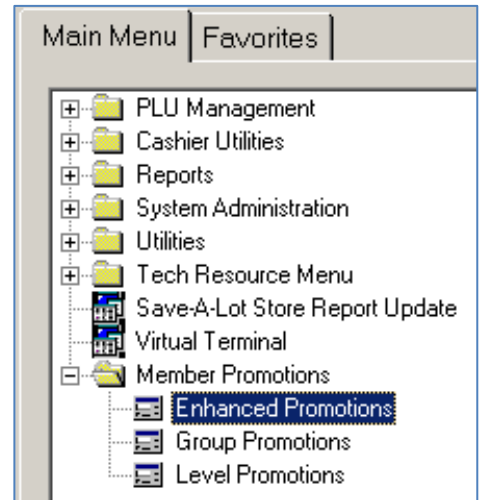 Main Menu Favorites
PLU Management
Cashier Utilities
Reports
System Administration
Utilities
Tech Resource Menu
Save-A-Lot Store Report Update
Virtual Terminal
Member Promotions
Enhanced Promotions
Group Promotions
Level Promotions